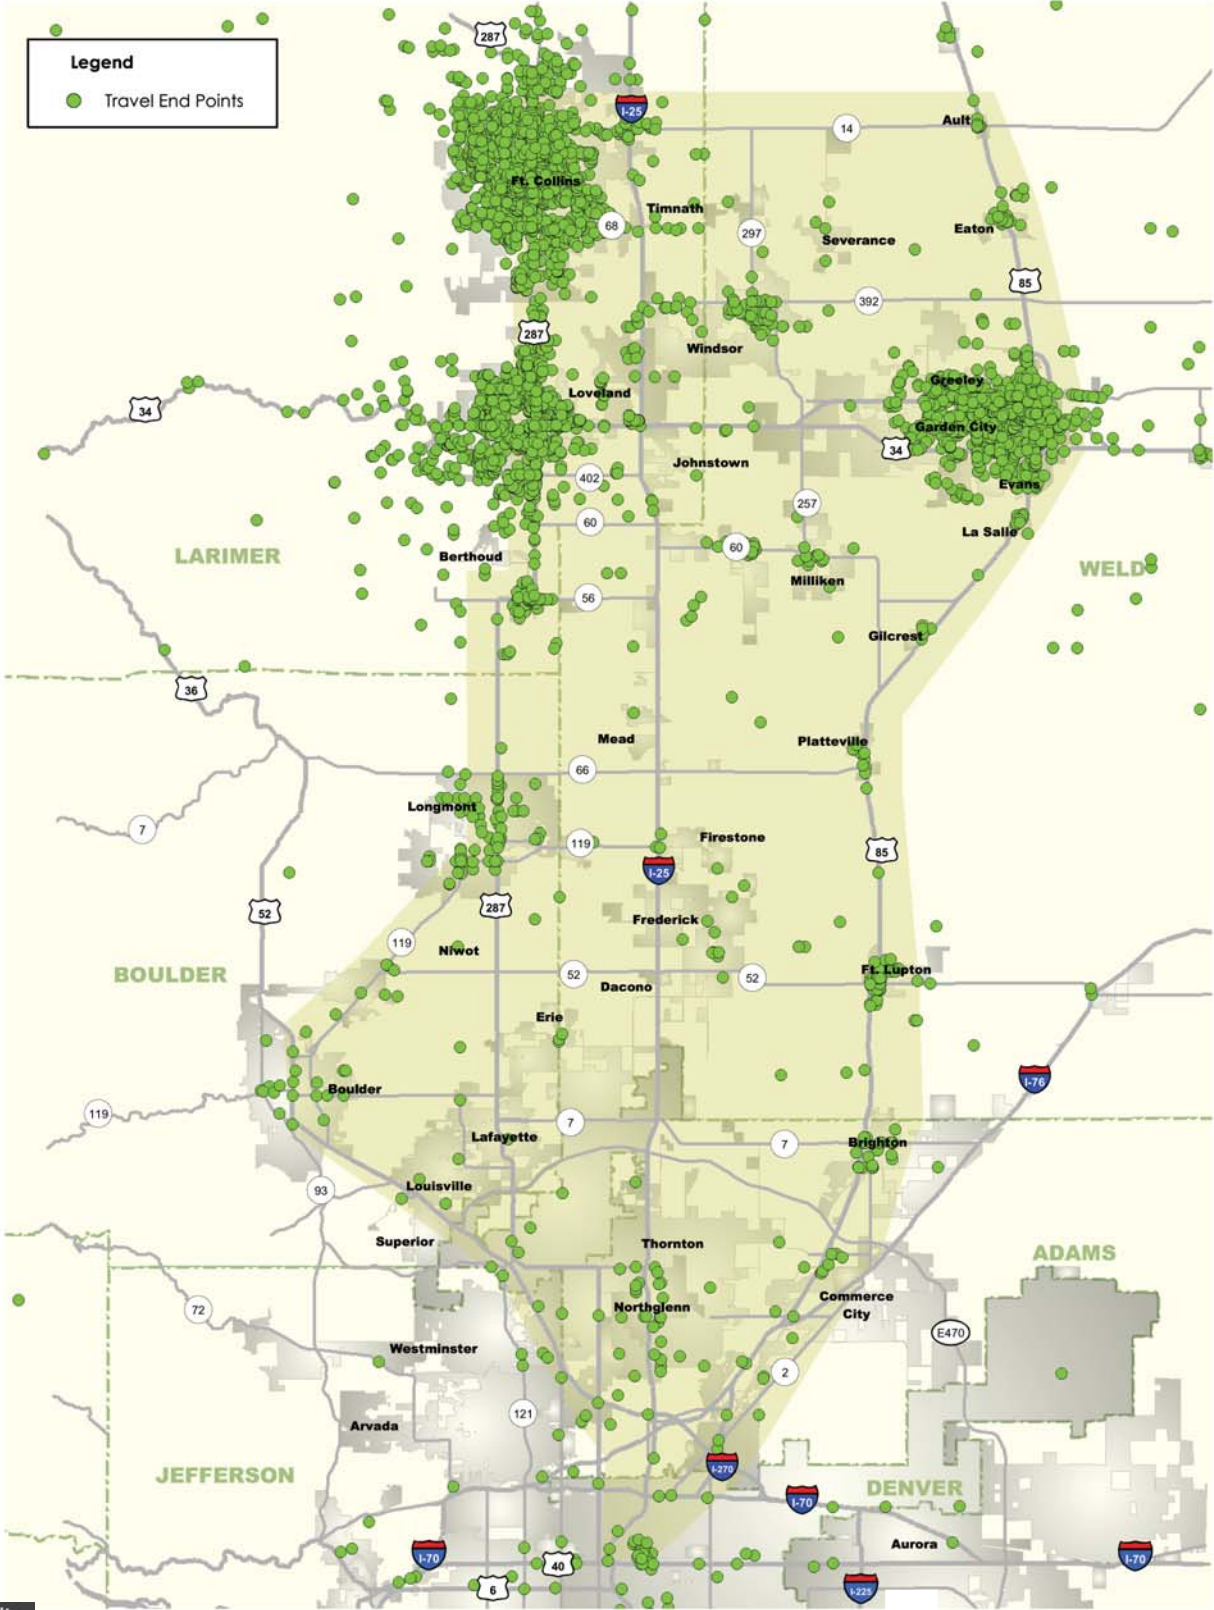 287
Legend
Travel End Points
I-25
14
Ault
Ft. Collins
Timnath
68
297
Severance
Eaton
85
392
287
Windsor
Loveland
Greeley
34
Garden City
34
Johnstown
402
Evans
257
60
La Salle
60
Berthoud
LARIMER
WELD
Milliken
56
Gilcrest
36
Mead
Platteville
66
Longmont
7
119
Firestone
85
I-25
287
52
Frederick
119
Niwot
BOULDER
52
52
Ft. Lupton
Dacono
Erie
I-76
Boulder
119
7
Lafayette
7
Brighton
93
Louisville
Superior
Thornton
ADAMS
72
Northglenn
Commerce
City
E470
Westminster
2
121
Arvada
I-270
JEFFERSON
DENVER
I-70
Aurora
I-70
40
I-70
6
I-225